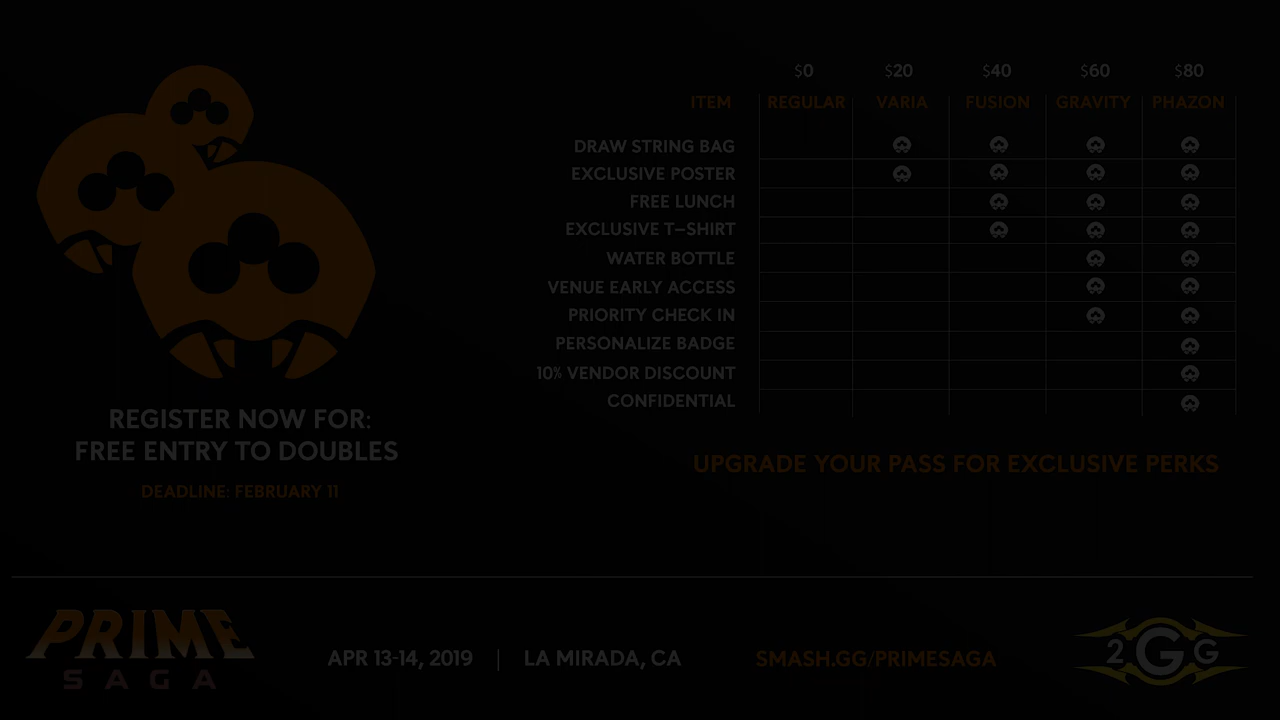 $0 $20 $40 $60 $80
ITEM REGULAR VARIA FUSION GRAVITY PHAZON
DRAW STRING BAG
EXCLUSIVE POSTER
FREE LUNCH
EXCLUSIVE T-SHIRT
WATER BOTTLE
VENUE EARLY ACCESS
PRIORITY CHECK IN
PERSONALIZE BADGE
10% VENDOR DISCOUNT
CONFIDENTIAL
REGISTER NOW FOR:
FREE ENTRY TO DOUBLES
DEADLINE: FEBRUARY 11
UPGRADE YOUR PASS FOR EXCLUSIVE PERKS
PRIME
SAGA
APR 13-14, 2019 | LA MIRADA, CA
SMASH.GG/PRIMESAGA
2GG